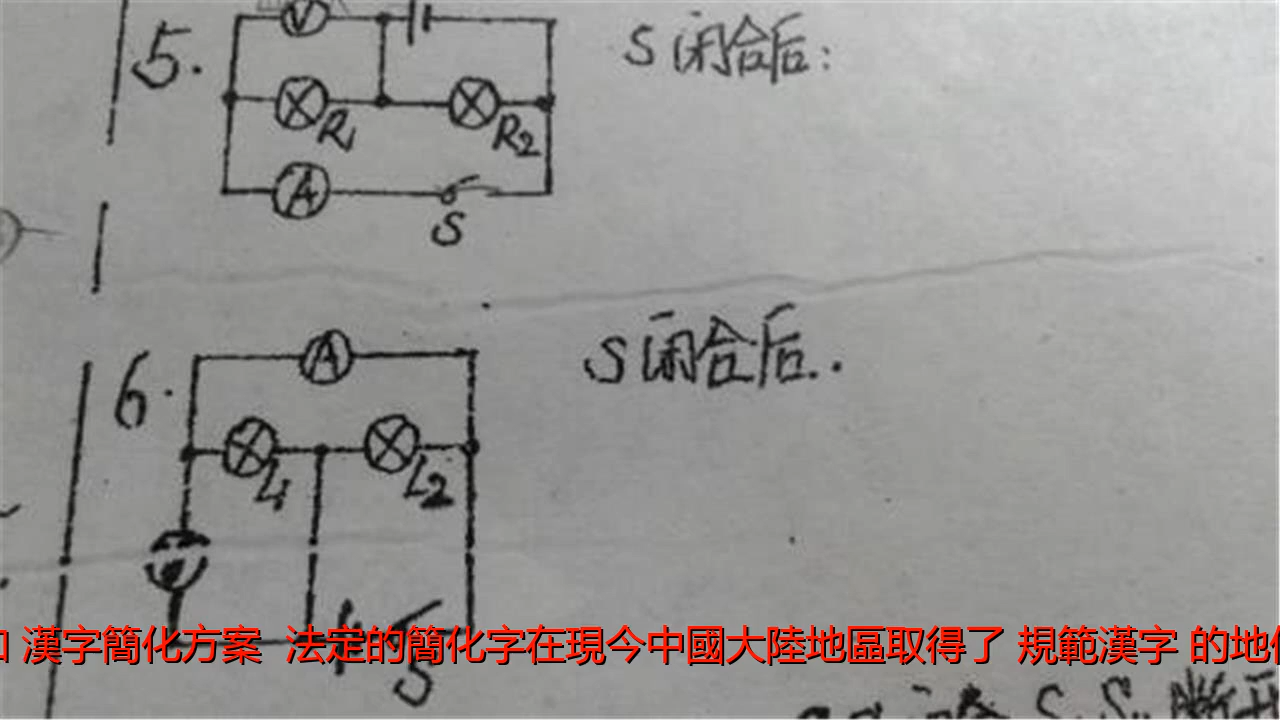 V
5.
S闭合后:
R1
R2
A
S
A
S闭合后..
6.
L1
L2
V
漢字簡化方案 法定的簡化字在現今中國大陸地區取得了 規範漢字 的地
S
S, S
断开